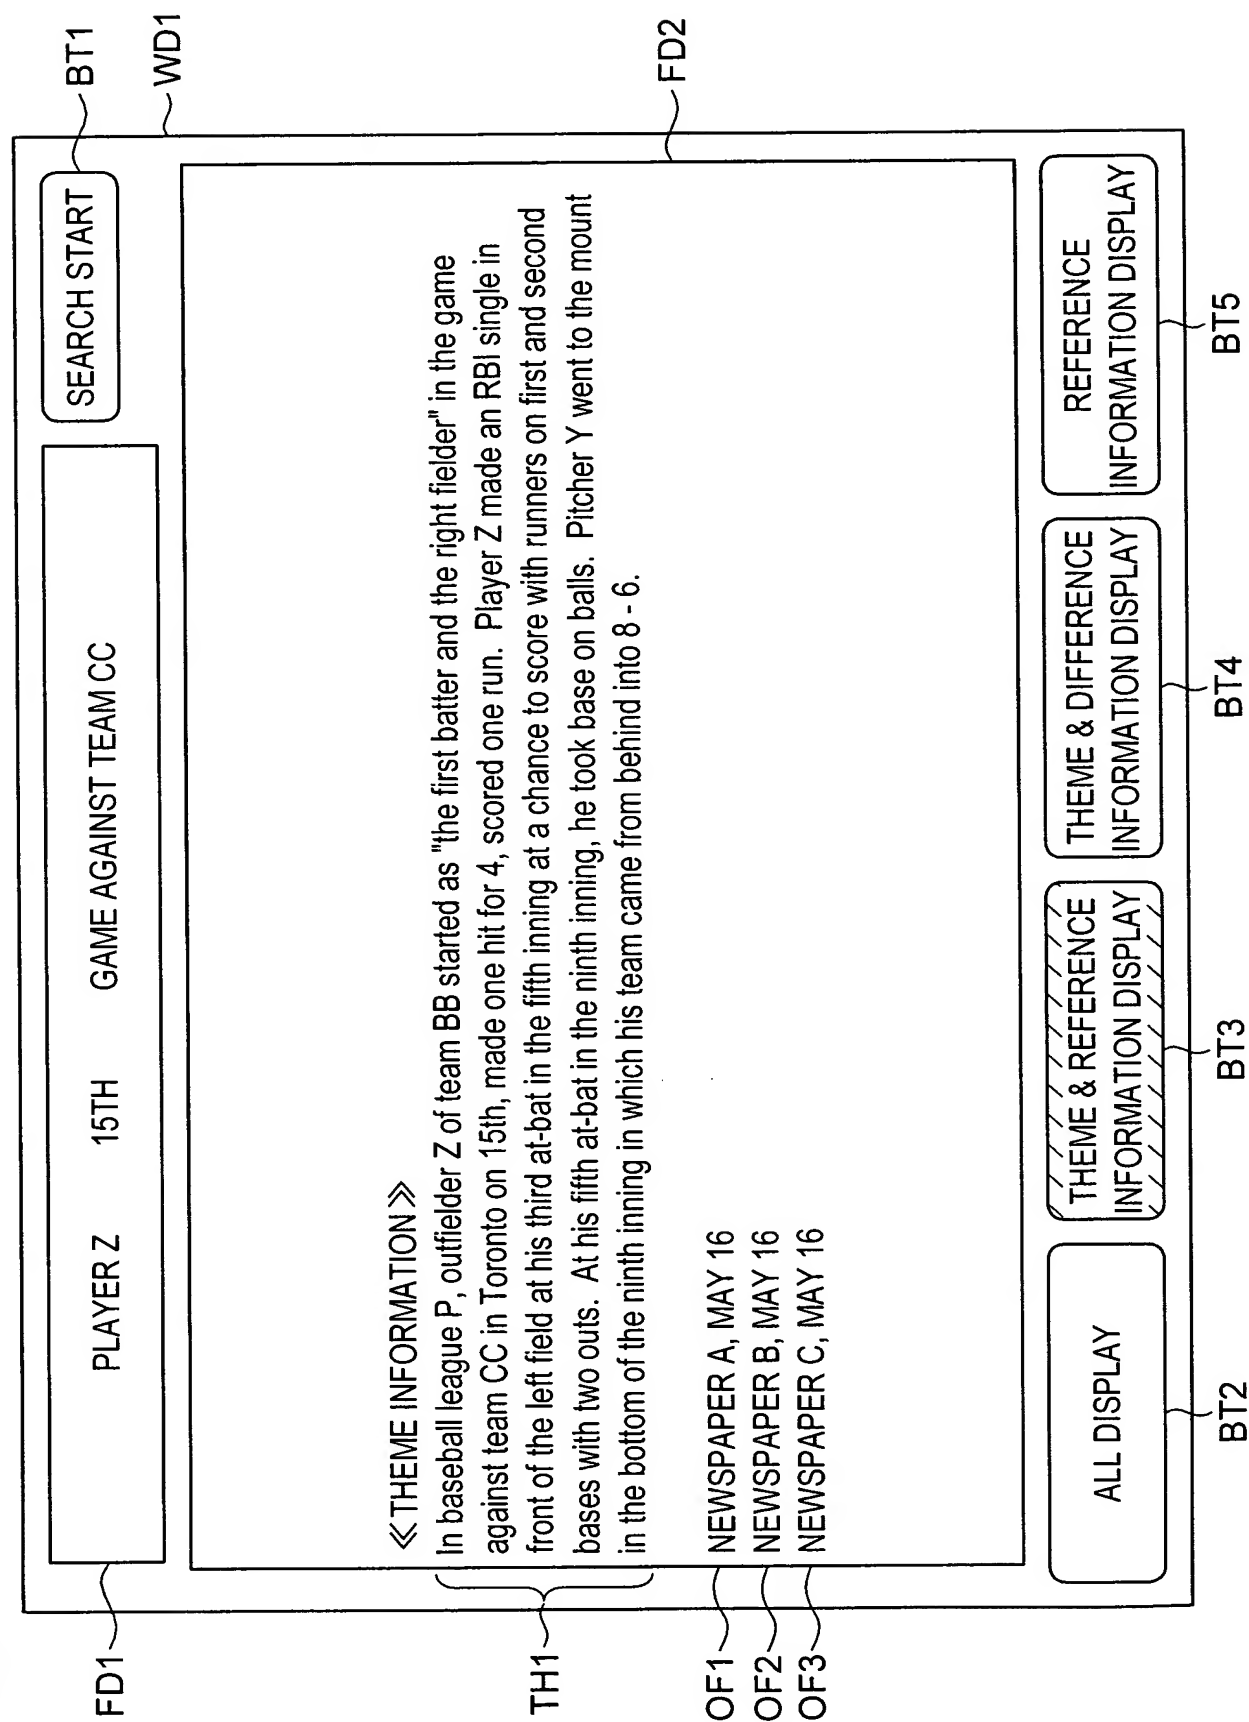 BT1
WD1
PLAYER Z 15TH GAME AGAINST TEAM CC
SEARCH START
FD1
FD2
≪THEME INFORMATION≫
In baseball league P, outfielder Z of team BB started as "the first batter and the right fielder" in the game
against team CC in Toronto on 15th, made one hit for 4, scored one run. Player Z made an RBI single in
front of the left field at his third at-bat in the fifth inning at a chance to score with runners on first and second
bases with two outs. At his fifth at-bat in the ninth inning, he took base on balls. Pitcher Y went to the mount
in the bottom of the ninth inning in which his team came from behind into 8 - 6.
TH1
OF1 NEWSPAPER A, MAY 16
OF2 NEWSPAPER B, MAY 16
OF3 NEWSPAPER C, MAY 16
ALL DISPLAY
THEME & REFERENCE
INFORMATION DISPLAY
THEME & DIFFERENCE
INFORMATION DISPLAY
REFERENCE
INFORMATION DISPLAY
BT2
BT3
BT4
BT5